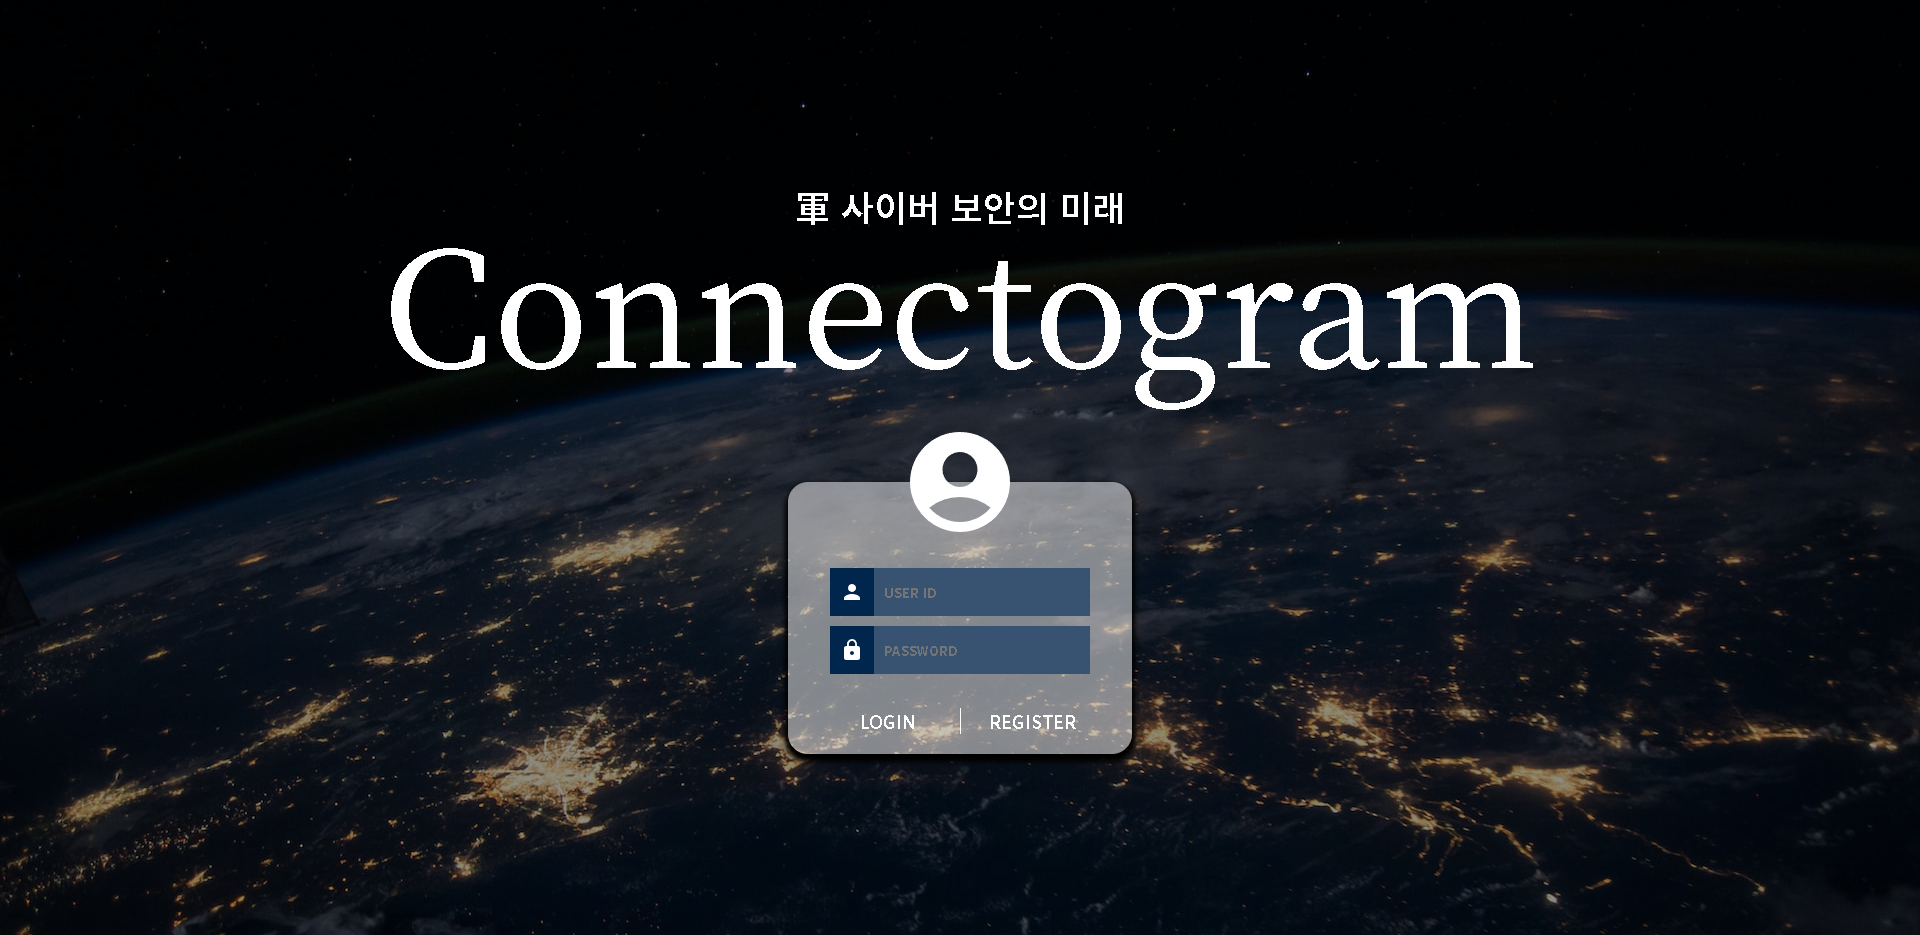 軍 사이버 보안의 미래
Connectogram
USER ID
PASSWORD
LOGIN
REGISTER